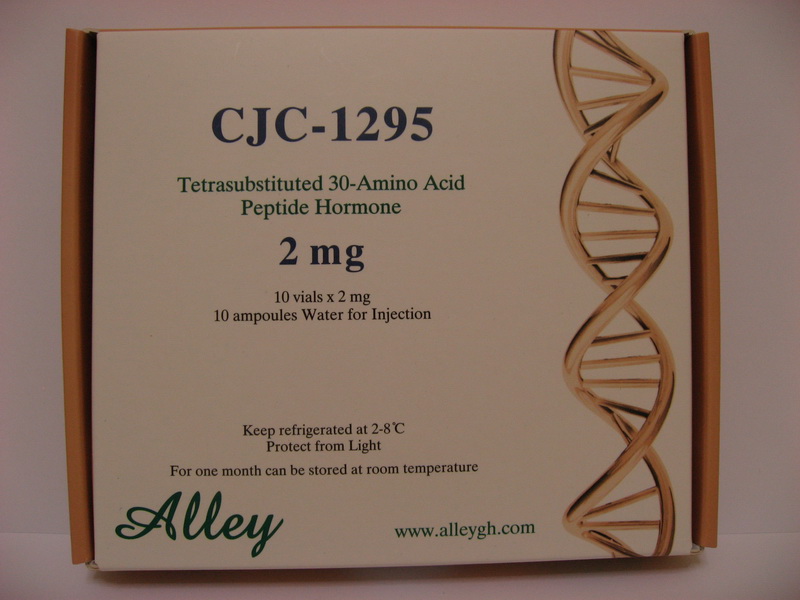 CJC-1295
Tetrasubstituted 30-Amino Acid
Peptide Hormone
2 mg
10 vials x 2 mg
10 ampoules Water for Injection
Keep refrigerated at 2-8℃
Protect from Light
For one month can be stored at room temperature
Alley
www.alleygh.com